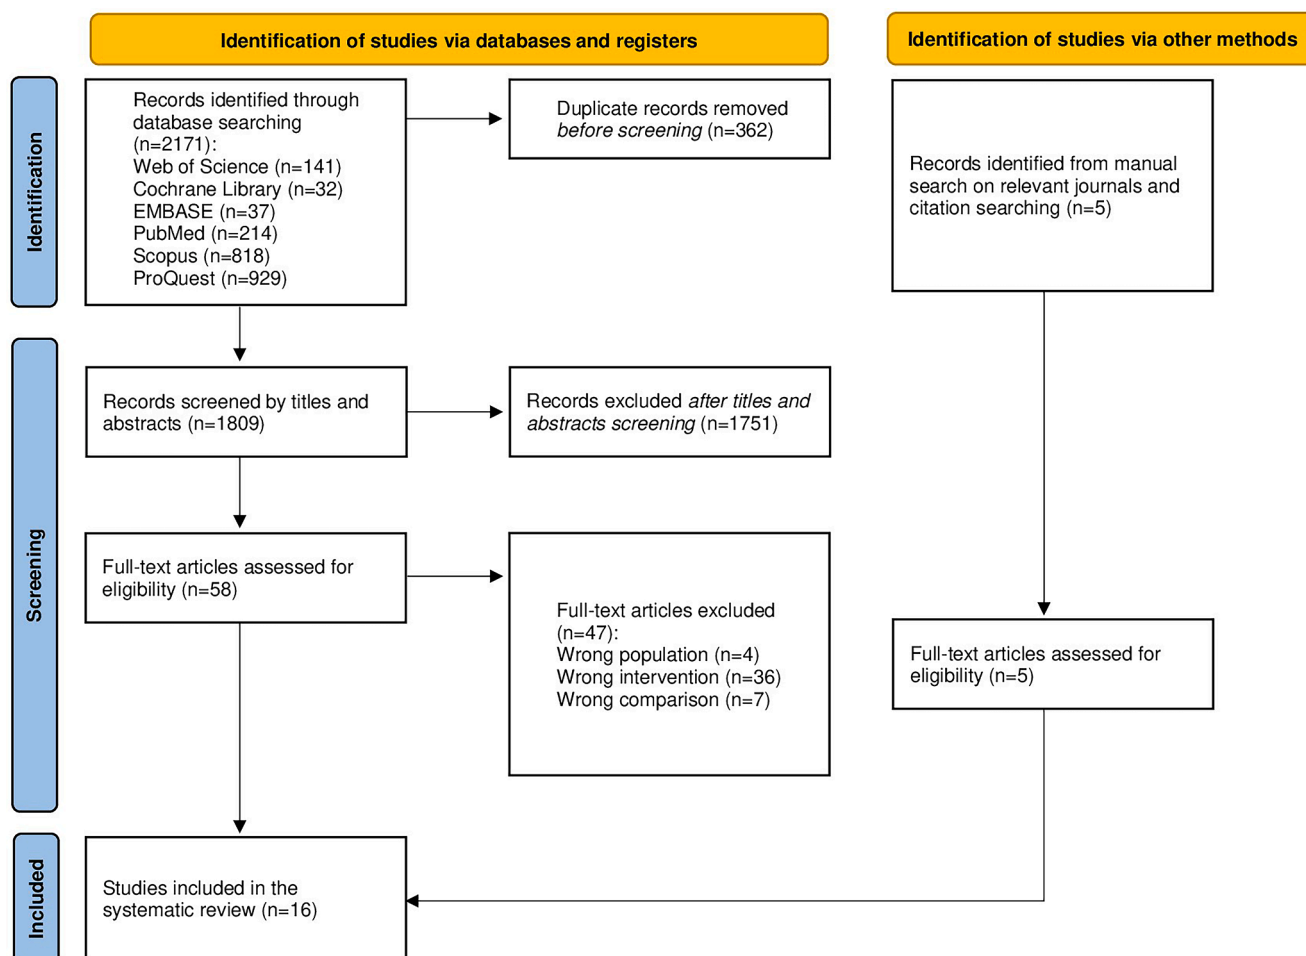 Identification of studies via databases and registers
Identification of studies via other methods
Identification
Records identified through
database searching
(n=2171):
Web of Science (n=141)
Cochrane Library (n=32)
EMBASE (n=37)
PubMed (n=214)
Scopus (n=818)
ProQuest (n=929)
Duplicate records removed
before screening (n=362)
Records identified from manual
search on relevant journals and
citation searching (n=5)
Screening
Records screened by titles and
abstracts (n=1809)
Records excluded after titles and
abstracts screening (n=1751)
Full-text articles assessed for
eligibility (n=58)
Full-text articles excluded
(n=47):
Wrong population (n=4)
Wrong intervention (n=36)
Wrong comparison (n=7)
Full-text articles assessed for
eligibility (n=5)
Included
Studies included in the
systematic review (n=16)